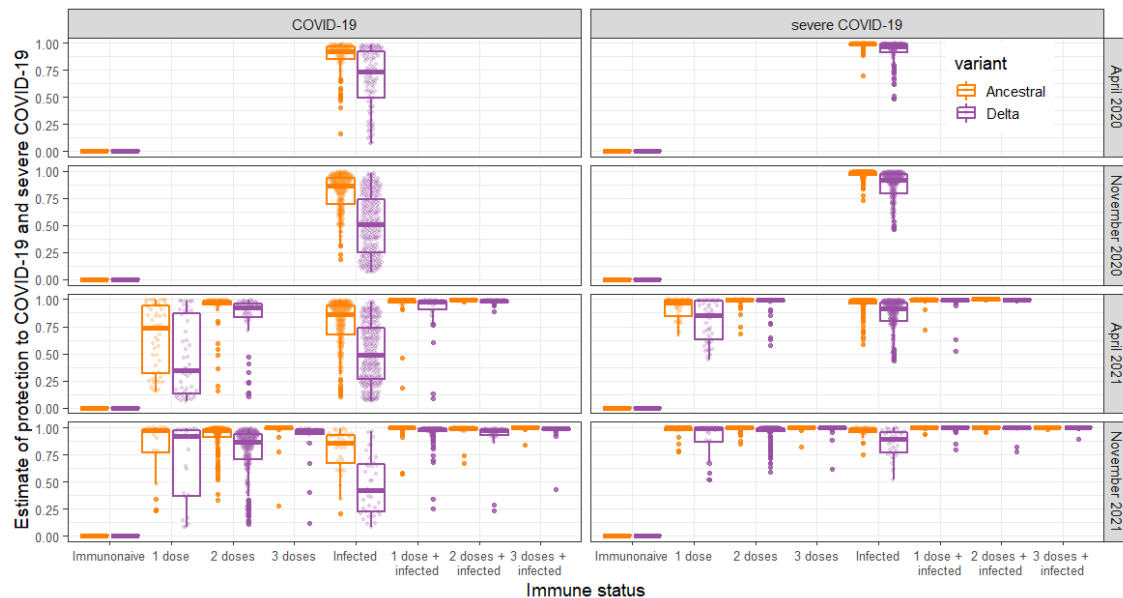 COVID-19
severe COVID-19
Estimate of protection to COVID-19 and severe COVID-19
1.00
0.75
0.50
0.25
0.00
April 2020
variant
Ancestral
Delta
1.00
0.75
0.50
0.25
0.00
November 2020
1.00
0.75
0.50
0.25
0.00
April 2021
1.00
0.75
0.50
0.25
0.00
November 2021
Immunonaive 1 dose 2 doses 3 doses Infected 1 dose + infected 2 doses + infected 3 doses + infected
Immunonaive 1 dose 2 doses 3 doses Infected 1 dose + infected 2 doses + infected 3 doses + infected
Immune status